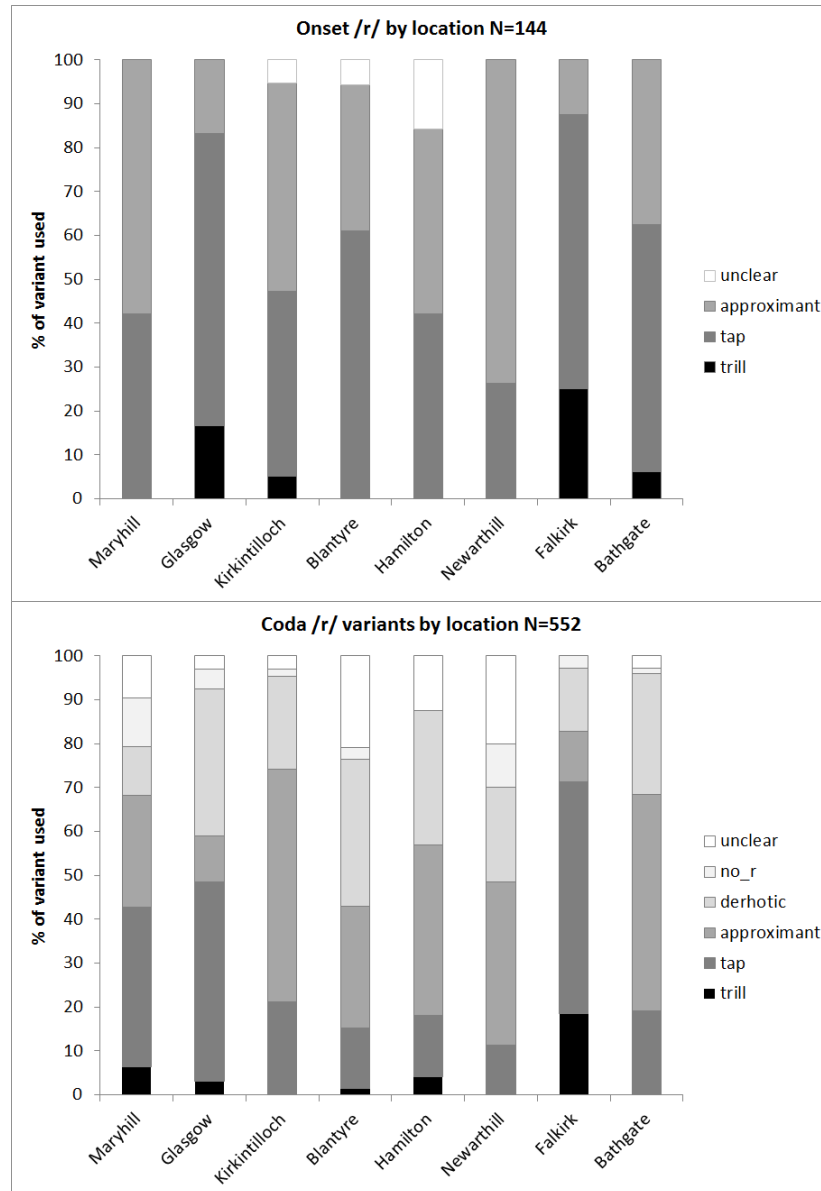 Onset /r/ by location N=144
100
90
80
70
60
50
40
30
20
10
0
% of variant used
Maryhill
Glasgow
Kirkintilloch
Blantyre
Hamilton
Newarthill
Falkirk
Bathgate
unclear
approximant
tap
trill
Coda /r/ variants by location N=552
100
90
80
70
60
50
40
30
20
10
0
% of variant used
Maryhill
Glasgow
Kirkintilloch
Blantyre
Hamilton
Newarthill
Falkirk
Bathgate
unclear
no_r
derhotic
approximant
tap
trill